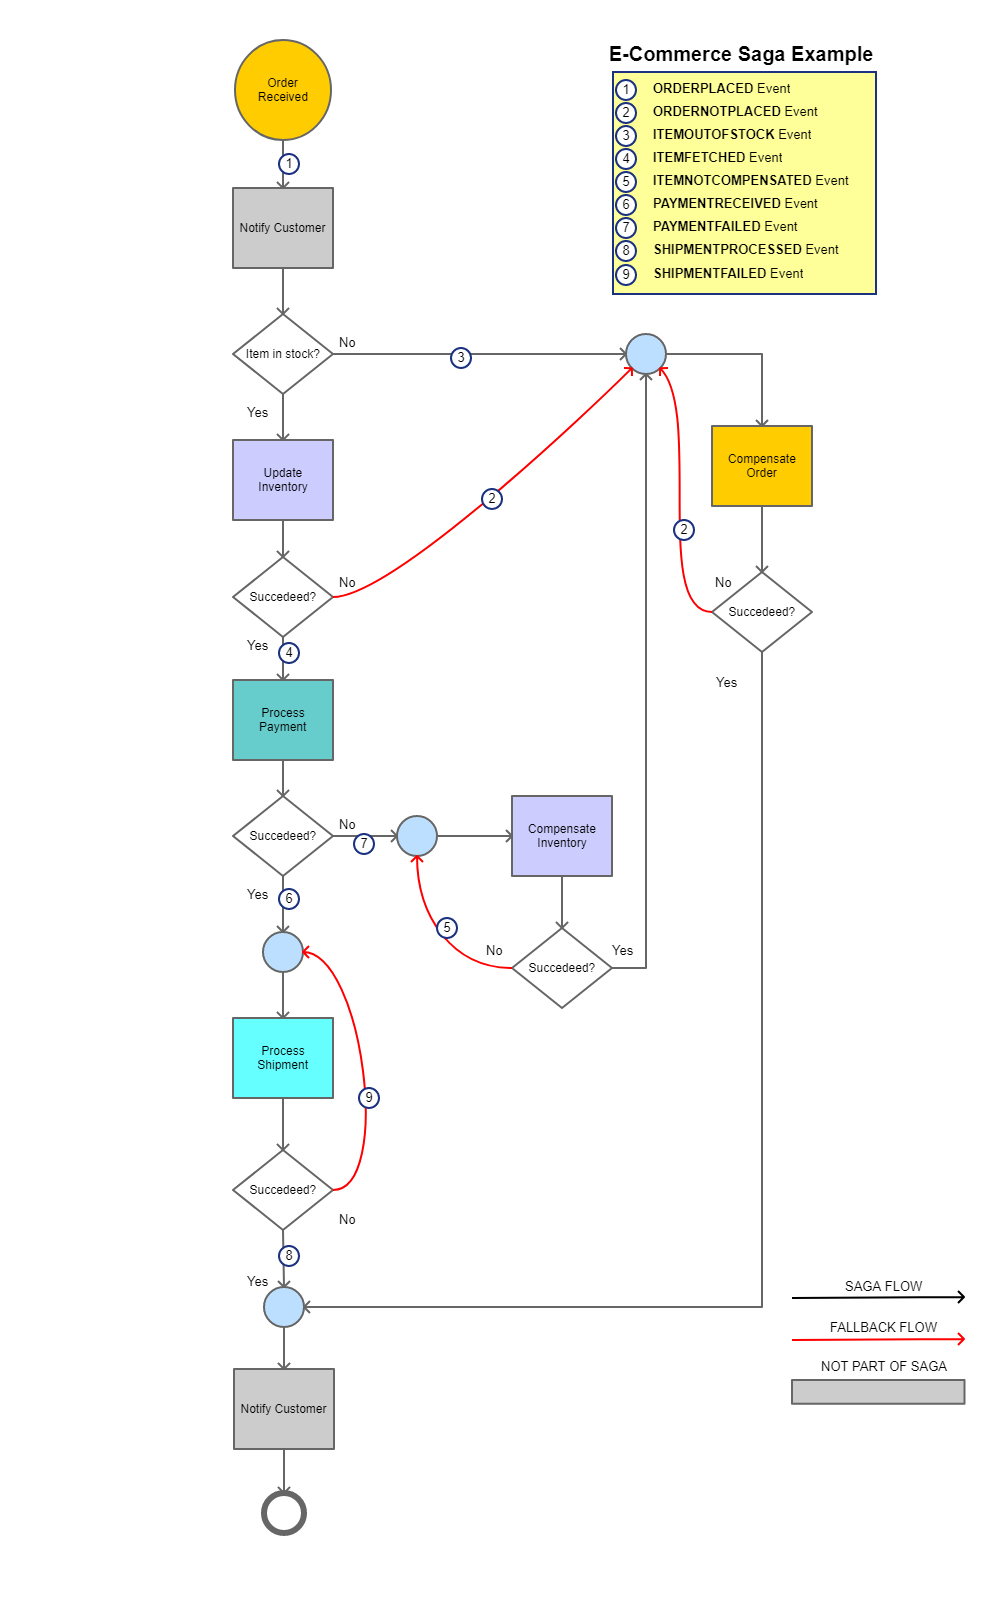 E-Commerce Saga Example
1 ORDERPLACED Event
2 ORDERNOTPLACED Event
3 ITEMOUTOFSTOCK Event
4 ITEMFETCHED Event
5 ITEMNOTCOMPENSATED Event
6 PAYMENTRECEIVED Event
7 PAYMENTFAILED Event
8 SHIPMENTPROCESSED Event
9 SHIPMENTFAILED Event
Order
Received
1
Notify Customer
Item in stock?
No
3
Yes
Update
Inventory
2
Compensate
Order
2
Succedeed?
No
No
Succedeed?
Yes
4
Yes
Process
Payment
Succedeed?
No
7
Compensate
Inventory
Yes
6
5
No
Succedeed?
Yes
Process
Shipment
9
Succedeed?
No
8
Yes
Notify Customer
SAGA FLOW
FALLBACK FLOW
NOT PART OF SAGA